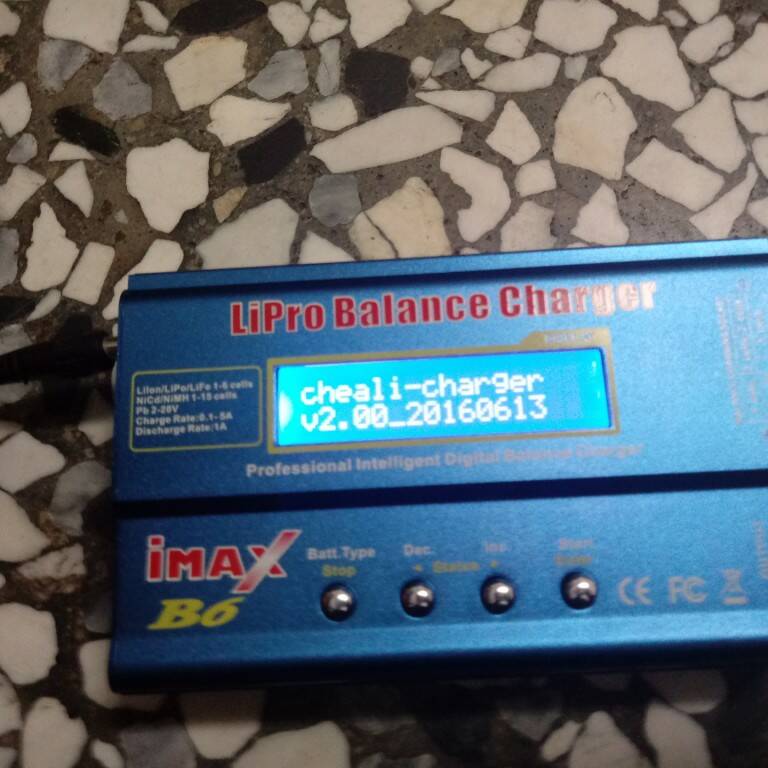 LiPro Balance Charger
LiIon/LiPo/LiFe 1-6 cells
NiCd/NiMH 1-15 cells
Pb 2-20V
Charge Rate:0.1-5A
Discharge Rate:1A
cheali-charger
v2.00_20160613
Professional Intelligent Digital Balance Charger
iMAX
B6
Batt.Type
Stop
Dec.
Inc.
Status
Start
Enter
CE FC
OUTPUT